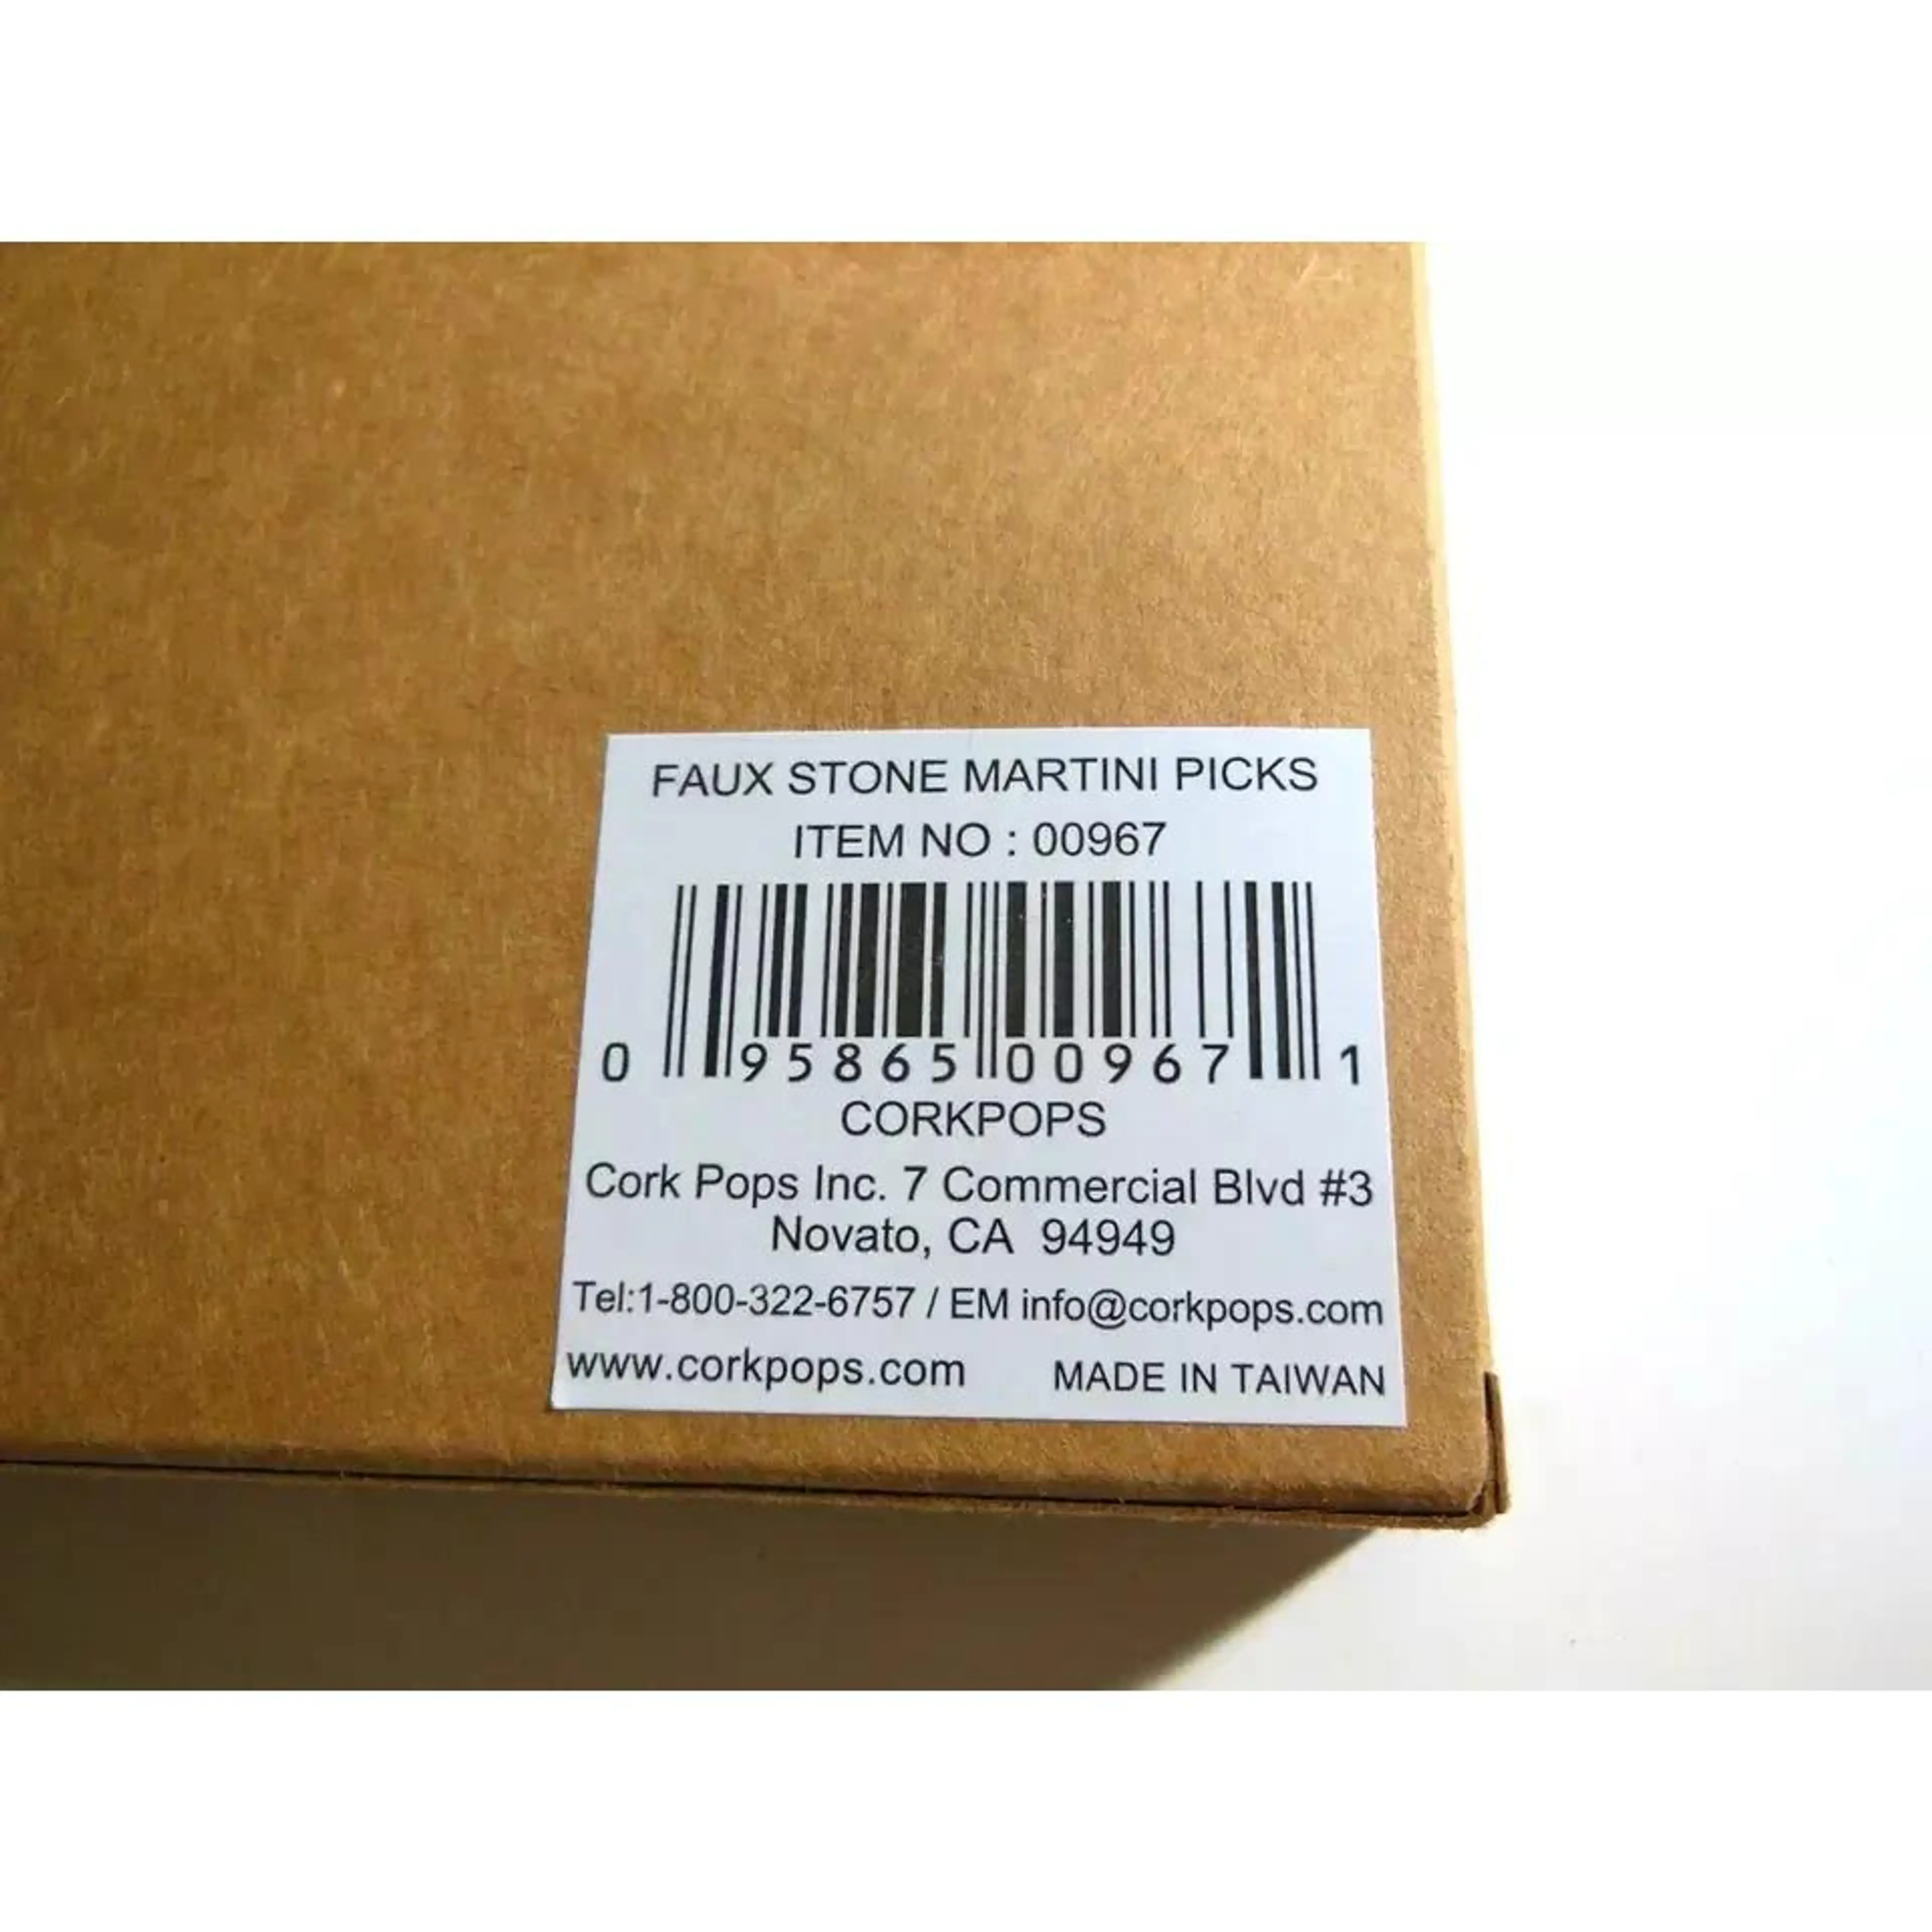 FAUX STONE MARTINI PICKS
ITEM NO : 00967
0 95865 00967 1
CORKPOPS
Cork Pops Inc. 7 Commercial Blvd #3
Novato, CA 94949
Tel:1-800-322-6757 / EM info@corkpops.com
www.corkpops.com MADE IN TAIWAN